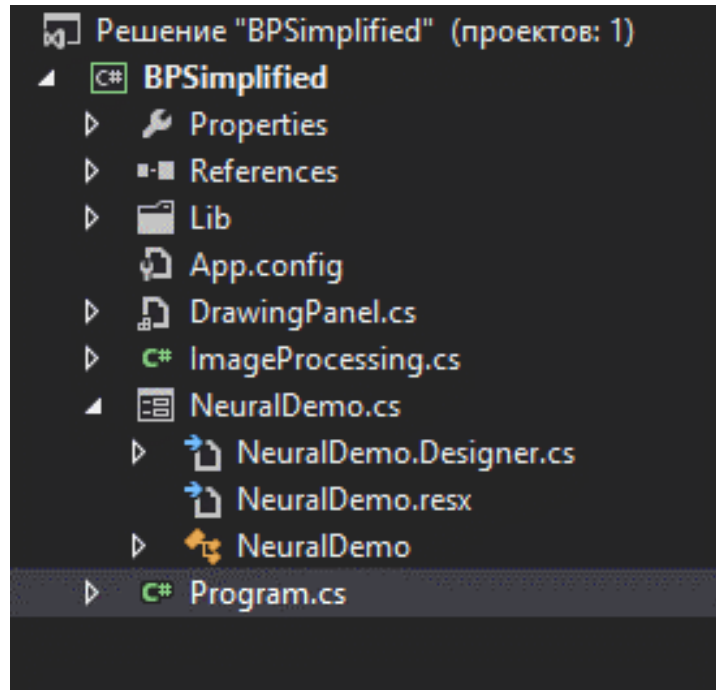 Решение "BPSimplified" (проектов: 1)
C# BPSimplified
Properties
References
Lib
App.config
DrawingPanel.cs
C# ImageProcessing.cs
NeuralDemo.cs
NeuralDemo.Designer.cs
NeuralDemo.resx
NeuralDemo
C# Program.cs